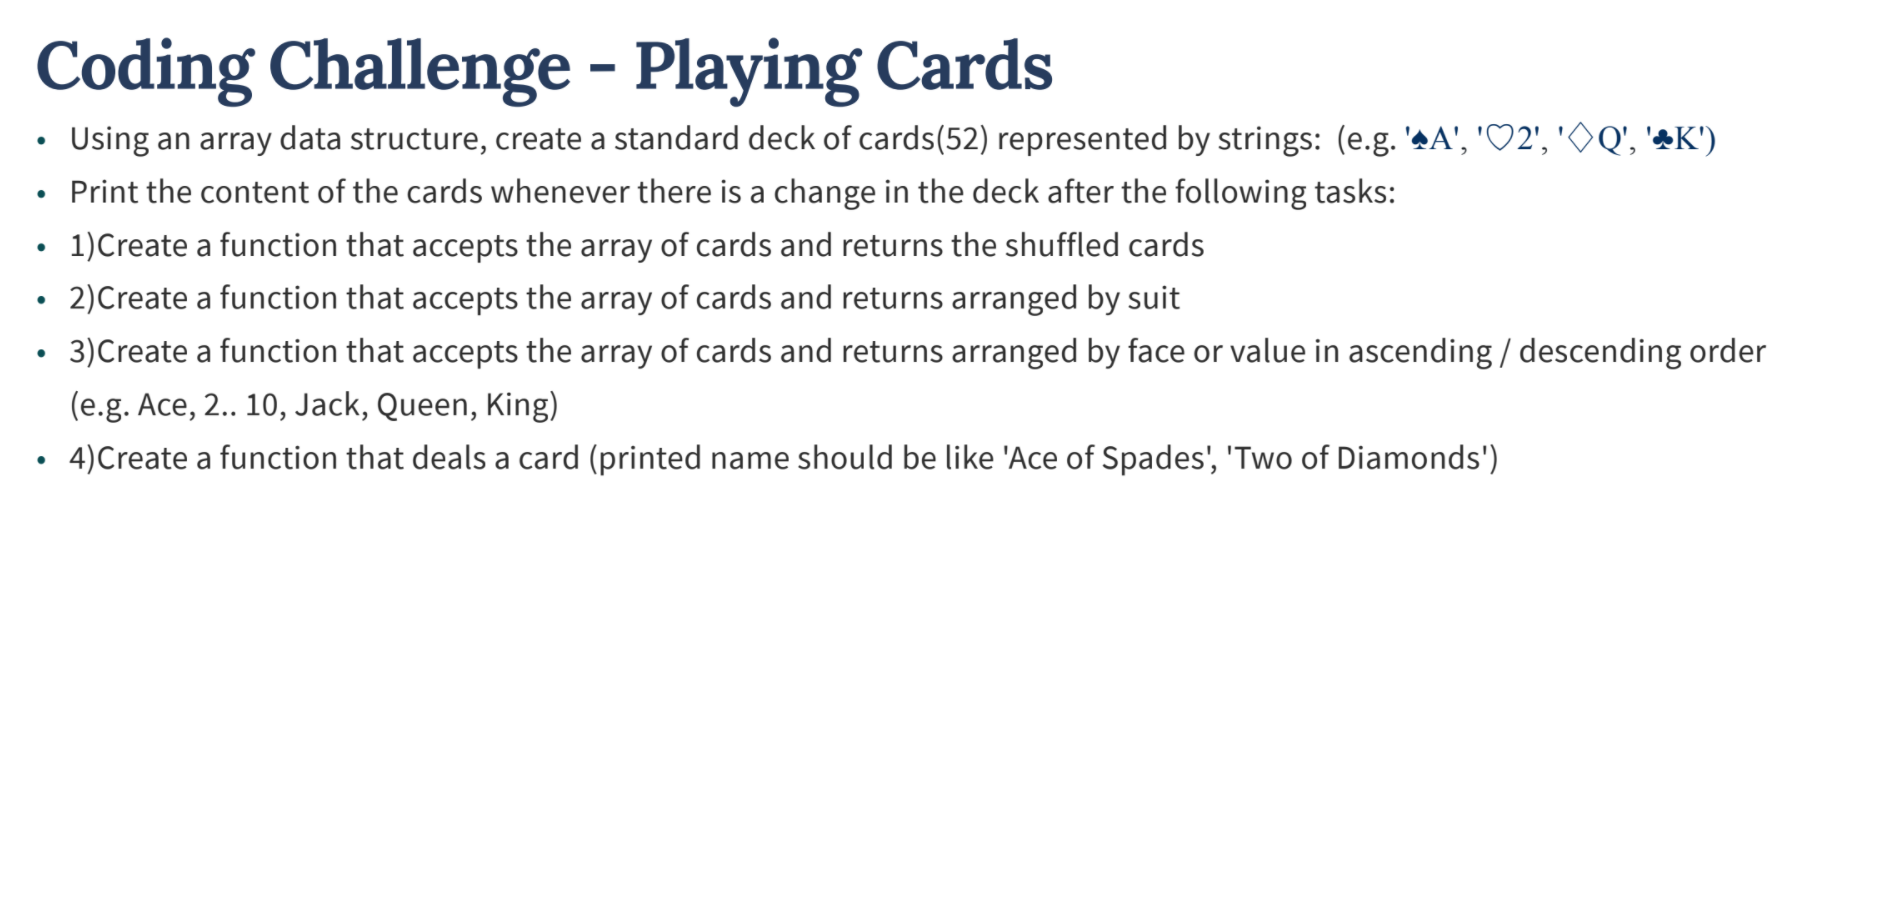 Coding Challenge - Playing Cards
• Using an array data structure, create a standard deck of cards(52) represented by strings:  (e.g. '♠A', '♡2', '♢Q', '♣K')
• Print the content of the cards whenever there is a change in the deck after the following tasks:
• 1)Create a function that accepts the array of cards and returns the shuffled cards
• 2)Create a function that accepts the array of cards and returns arranged by suit
• 3)Create a function that accepts the array of cards and returns arranged by face or value in ascending / descending order
(e.g. Ace, 2.. 10, Jack, Queen, King)
• 4)Create a function that deals a card (printed name should be like 'Ace of Spades', 'Two of Diamonds')